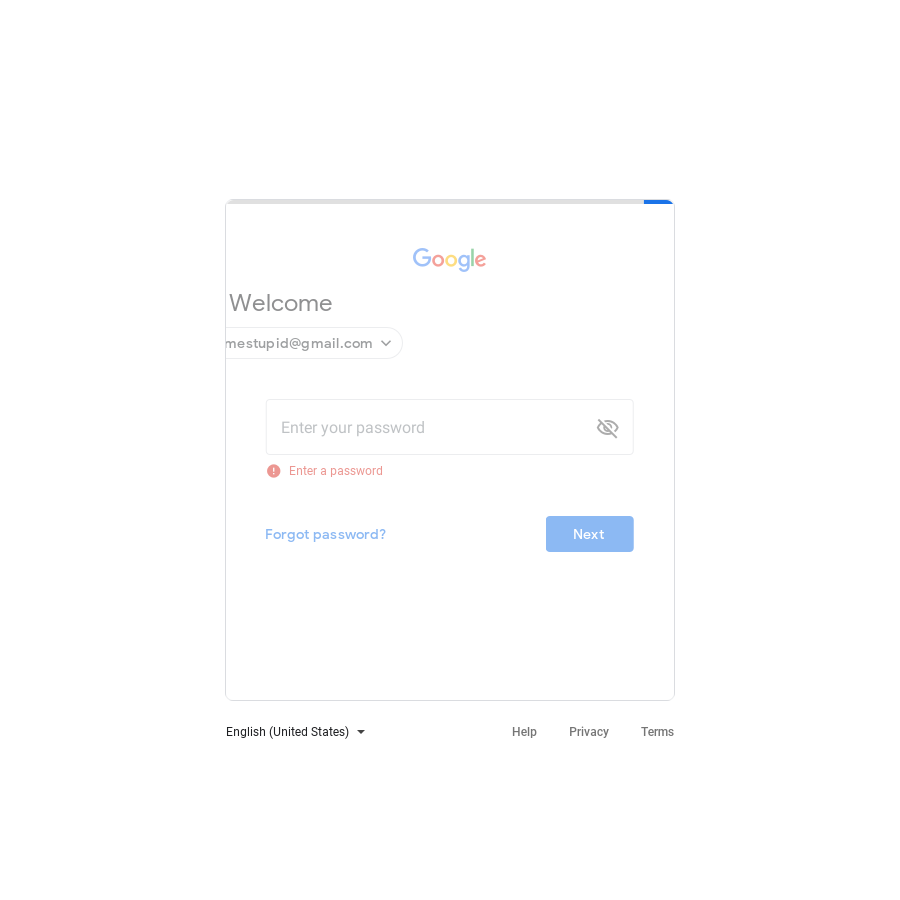 Google
Welcome
mestupid@gmail.com
Enter your password
Enter a password
Forgot password?
Next
English (United States)
Help
Privacy
Terms